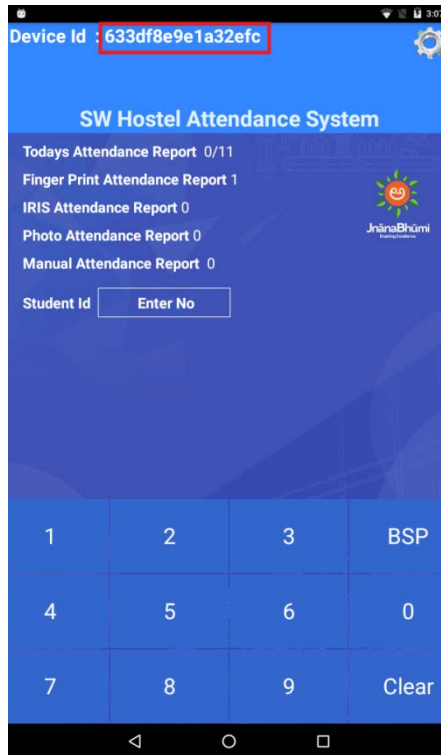 3:07
Device Id : 633df8e9e1a32efc
SW Hostel Attendance System
Todays Attendance Report 0/11
Finger Print Attendance Report 1
IRIS Attendance Report 0
Photo Attendance Report 0
Manual Attendance Report 0
JnānaBhūmi
Student Id Enter No
1 2 3 BSP
4 5 6 0
7 8 9 Clear